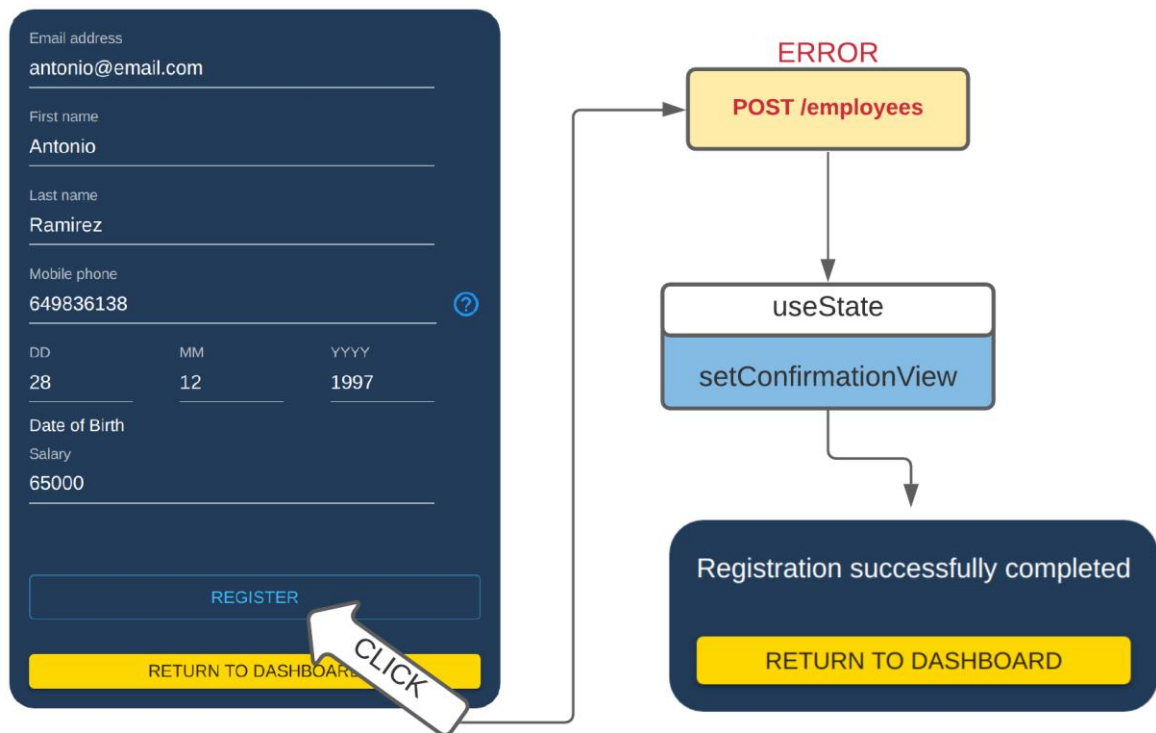 Email address
antonio@email.com
First name
Antonio
Last name
Ramirez
Mobile phone
649836138
?
DD MM YYYY
28 12 1997
Date of Birth
Salary
65000
REGISTER
RETURN TO DASHBOARD
CLICK
ERROR
POST /employees
useState
setConfirmationView
Registration successfully completed
RETURN TO DASHBOARD